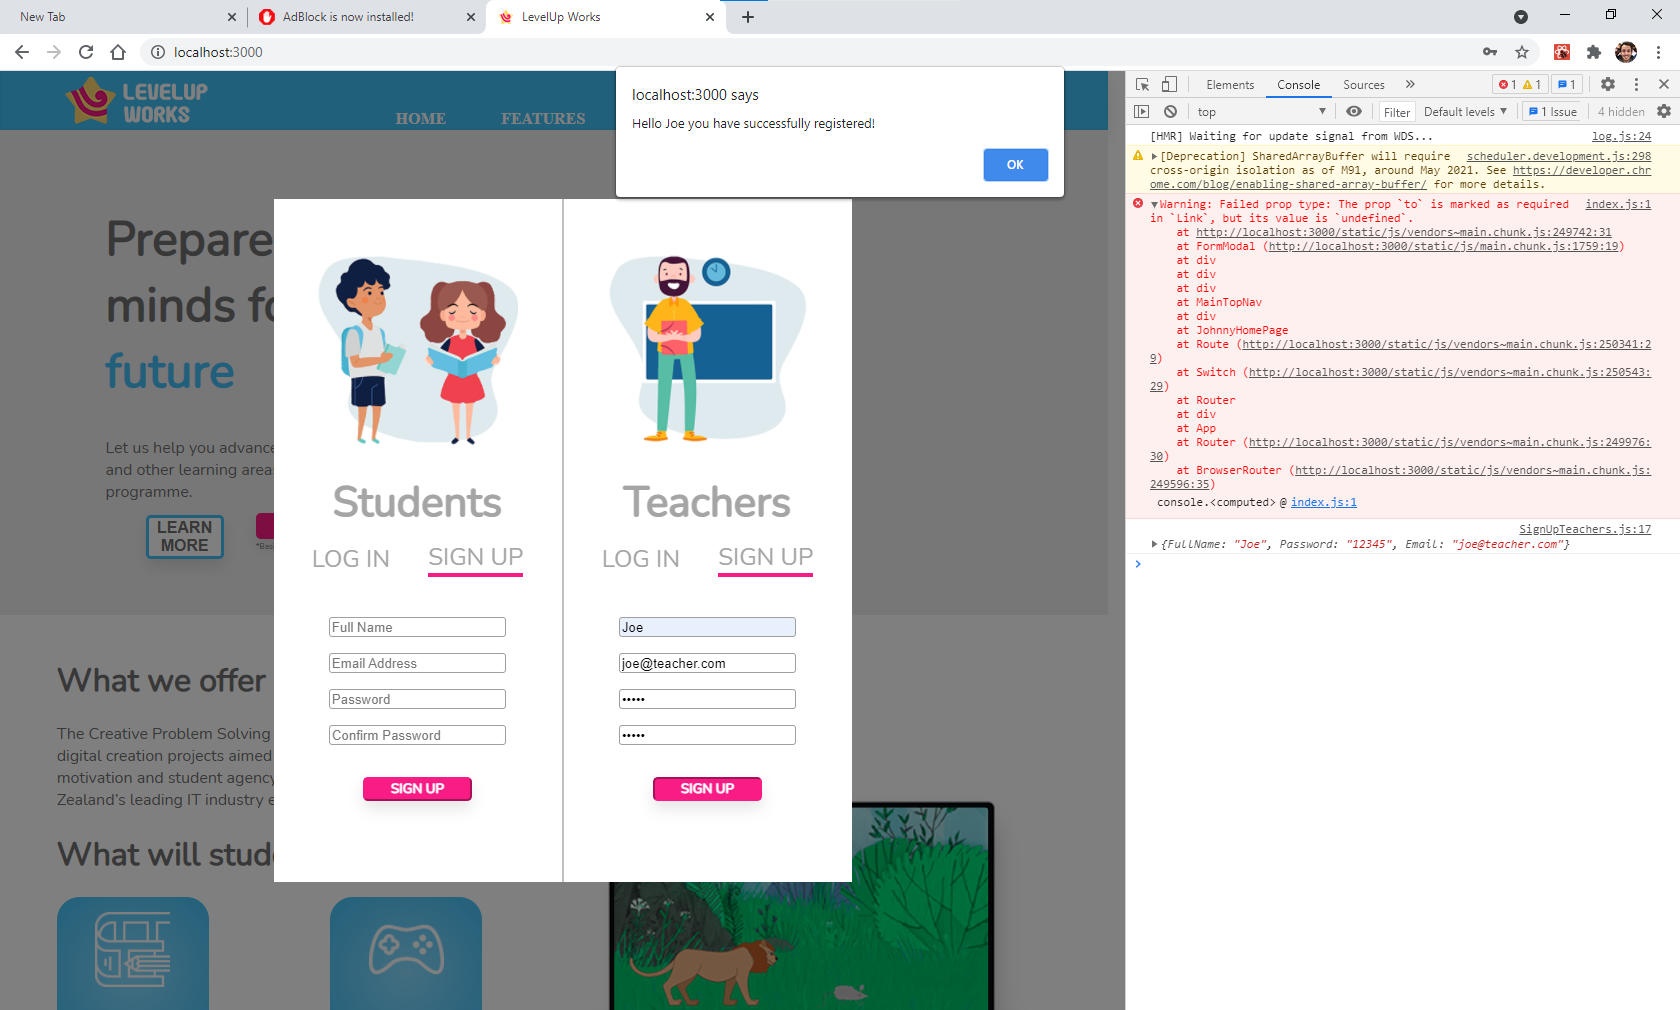 New Tab
AdBlock is now installed!
LevelUp Works
localhost:3000
LEVELUP
WORKS
HOME
FEATURES
localhost:3000 says
Hello Joe you have successfully registered!
OK
Prepare
minds fo
future
Let us help you advance
and other learning areas
programme.
LEARN
MORE
*Bas
Students
LOG IN
SIGN UP
Full Name
Email Address
Password
Confirm Password
SIGN UP
Teachers
LOG IN
SIGN UP
Joe
joe@teacher.com
•••••
•••••
SIGN UP
What we offer
The Creative Problem Solving
digital creation projects aimed
motivation and student agency
Zealand's leading IT industry e
What will stude
Elements
Console
Sources
1
1
1
top
Filter
Default levels
1 Issue
4 hidden
[HMR] Waiting for update signal from WDS... log.js:24
[Deprecation] SharedArrayBuffer will require scheduler.development.js:298
cross-origin isolation as of M91, around May 2021. See https://developer.chr
ome.com/blog/enabling-shared-array-buffer/ for more details.
Warning: Failed prop type: The prop `to` is marked as required index.js:1
in `Link`, but its value is `undefined`.
at http://localhost:3000/static/js/vendors~main.chunk.js:249742:31
at FormModal (http://localhost:3000/static/js/main.chunk.js:1759:19)
at div
at div
at div
at MainTopNav
at div
at JohnnyHomePage
at Route (http://localhost:3000/static/js/vendors~main.chunk.js:250341:2
9)
at Switch (http://localhost:3000/static/js/vendors~main.chunk.js:250543:
29)
at Router
at div
at App
at Router (http://localhost:3000/static/js/vendors~main.chunk.js:249976:
30)
at BrowserRouter (http://localhost:3000/static/js/vendors~main.chunk.js:
249596:35)
console.<computed> @ index.js:1
SignUpTeachers.js:17
{FullName: "Joe", Password: "12345", Email: "joe@teacher.com"}